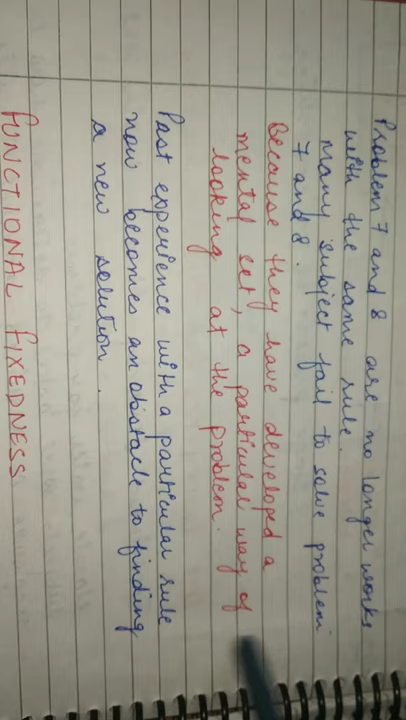 Problem 7 and 8 are no longer works
with the same rule.
Many subject fail to solve problem
7 and 8.
Because they have developed a
mental set, a particular way of
looking at the problem.
Past experience with a particular rule
now becomes an obstacle to finding
a new solution.
FUNCTIONAL FIXEDNESS